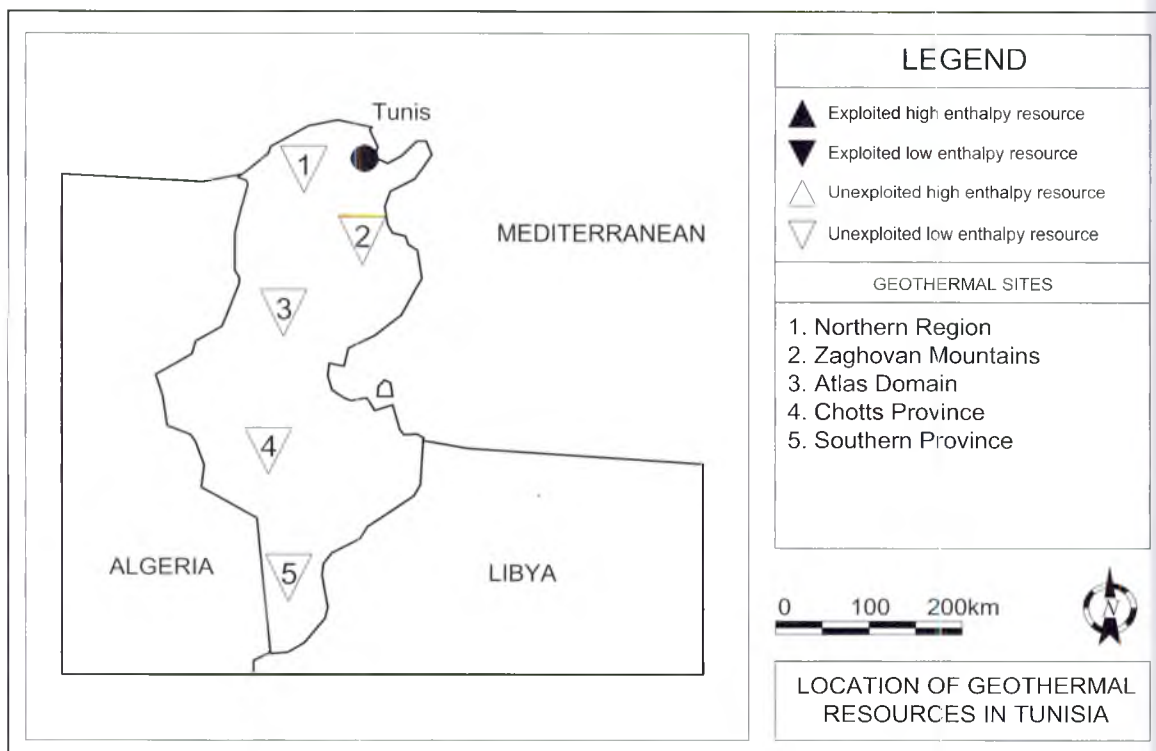 Tunis
1
2
MEDITERRANEAN
3
4
ALGERIA
5
LIBYA
LEGEND
Exploited high enthalpy resource
Exploited low enthalpy resource
Unexploited high enthalpy resource
Unexploited low enthalpy resource
GEOTHERMAL SITES
1. Northern Region
2. Zaghovan Mountains
3. Atlas Domain
4. Chotts Province
5. Southern Province
0 100 200km
N
LOCATION OF GEOTHERMAL
RESOURCES IN TUNISIA